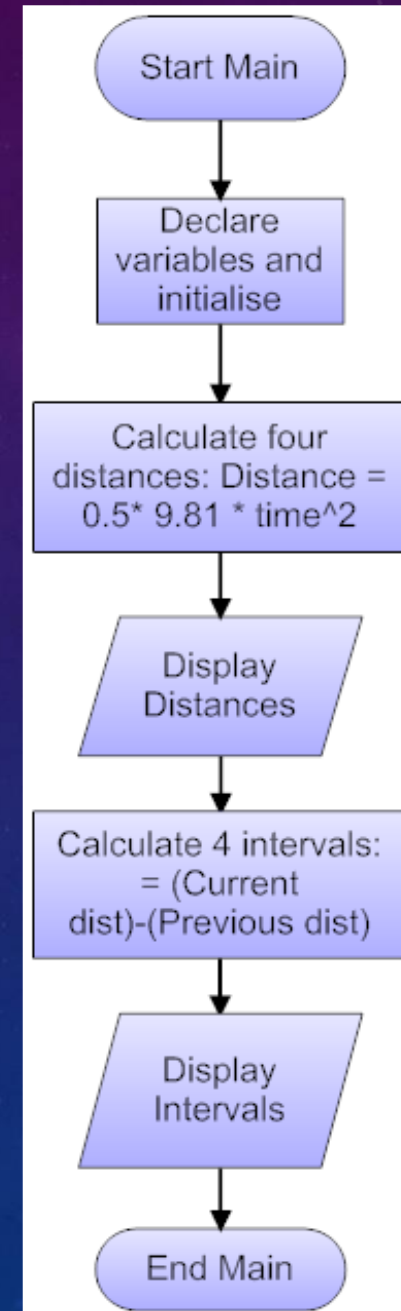 Start Main
Declare
variables and
initialise
Calculate four
distances: Distance =
0.5* 9.81 * time^2
Display
Distances
Calculate 4 intervals:
= (Current
dist)-(Previous dist)
Display
Intervals
End Main